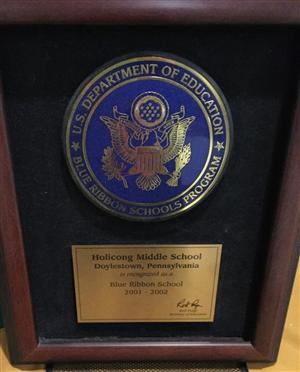 U.S. DEPARTMENT OF EDUCATION
BLUE RIBBON SCHOOLS PROGRAM
Holicong Middle School
Doylestown, Pennsylvania
is recognized as a
Blue Ribbon School
2001 - 2002